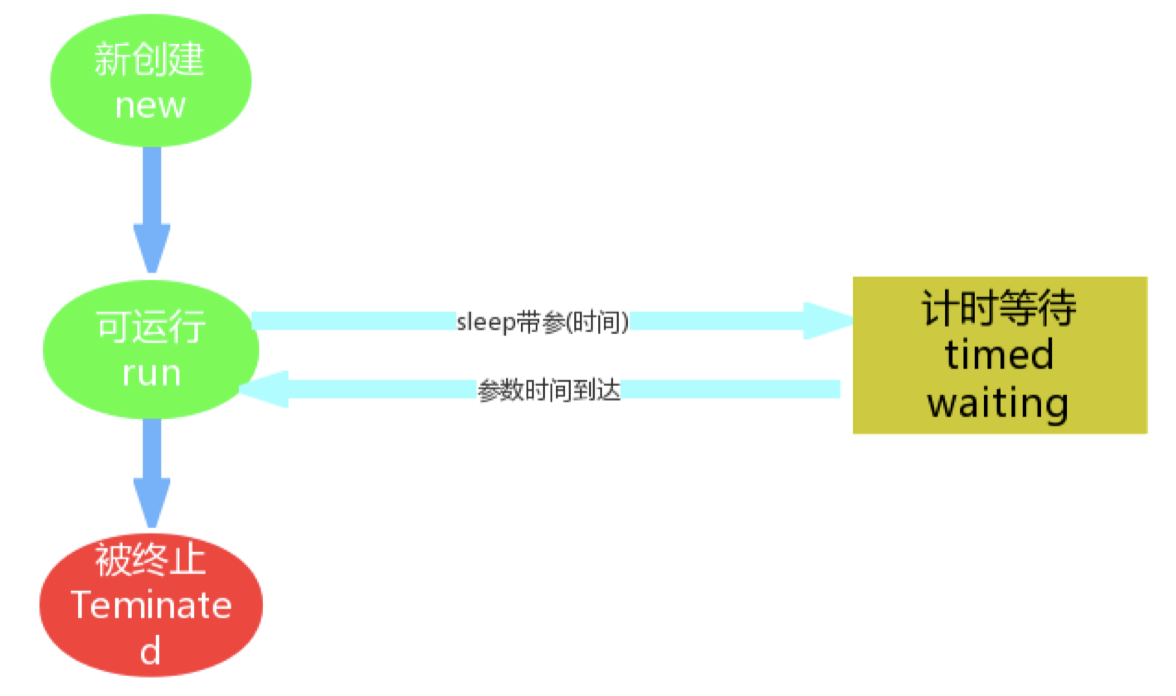 新创建
new
可运行
run
sleep带参(时间)
参数时间到达
计时等待
timed
waiting
被终止
Teminate
d